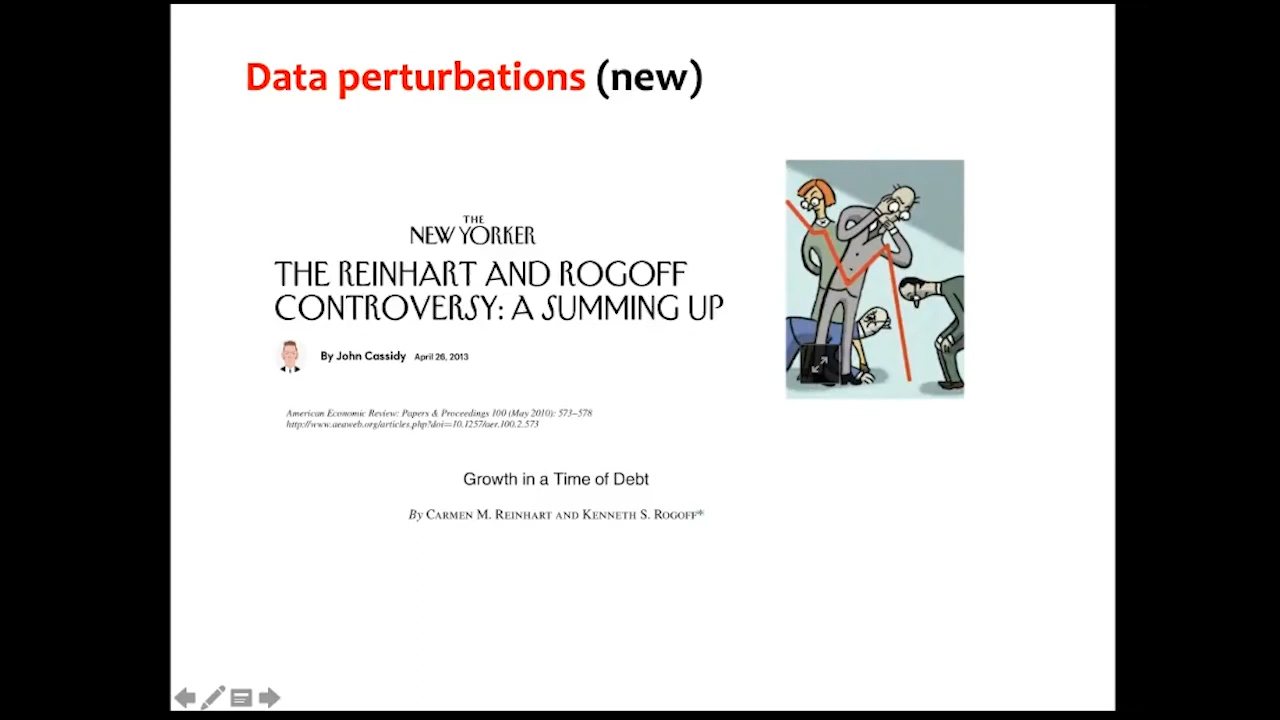 Data perturbations (new)
THE
NEW YORKER
THE REINHART AND ROGOFF
CONTROVERSY: A SUMMING UP
By John Cassidy April 26, 2013
American Economic Review: Papers & Proceedings 100 (May 2010): 573–578
http://www.aeaweb.org/articles.php?doi=10.1257/aer.100.2.573
Growth in a Time of Debt
By CARMEN M. REINHART AND KENNETH S. ROGOFF*